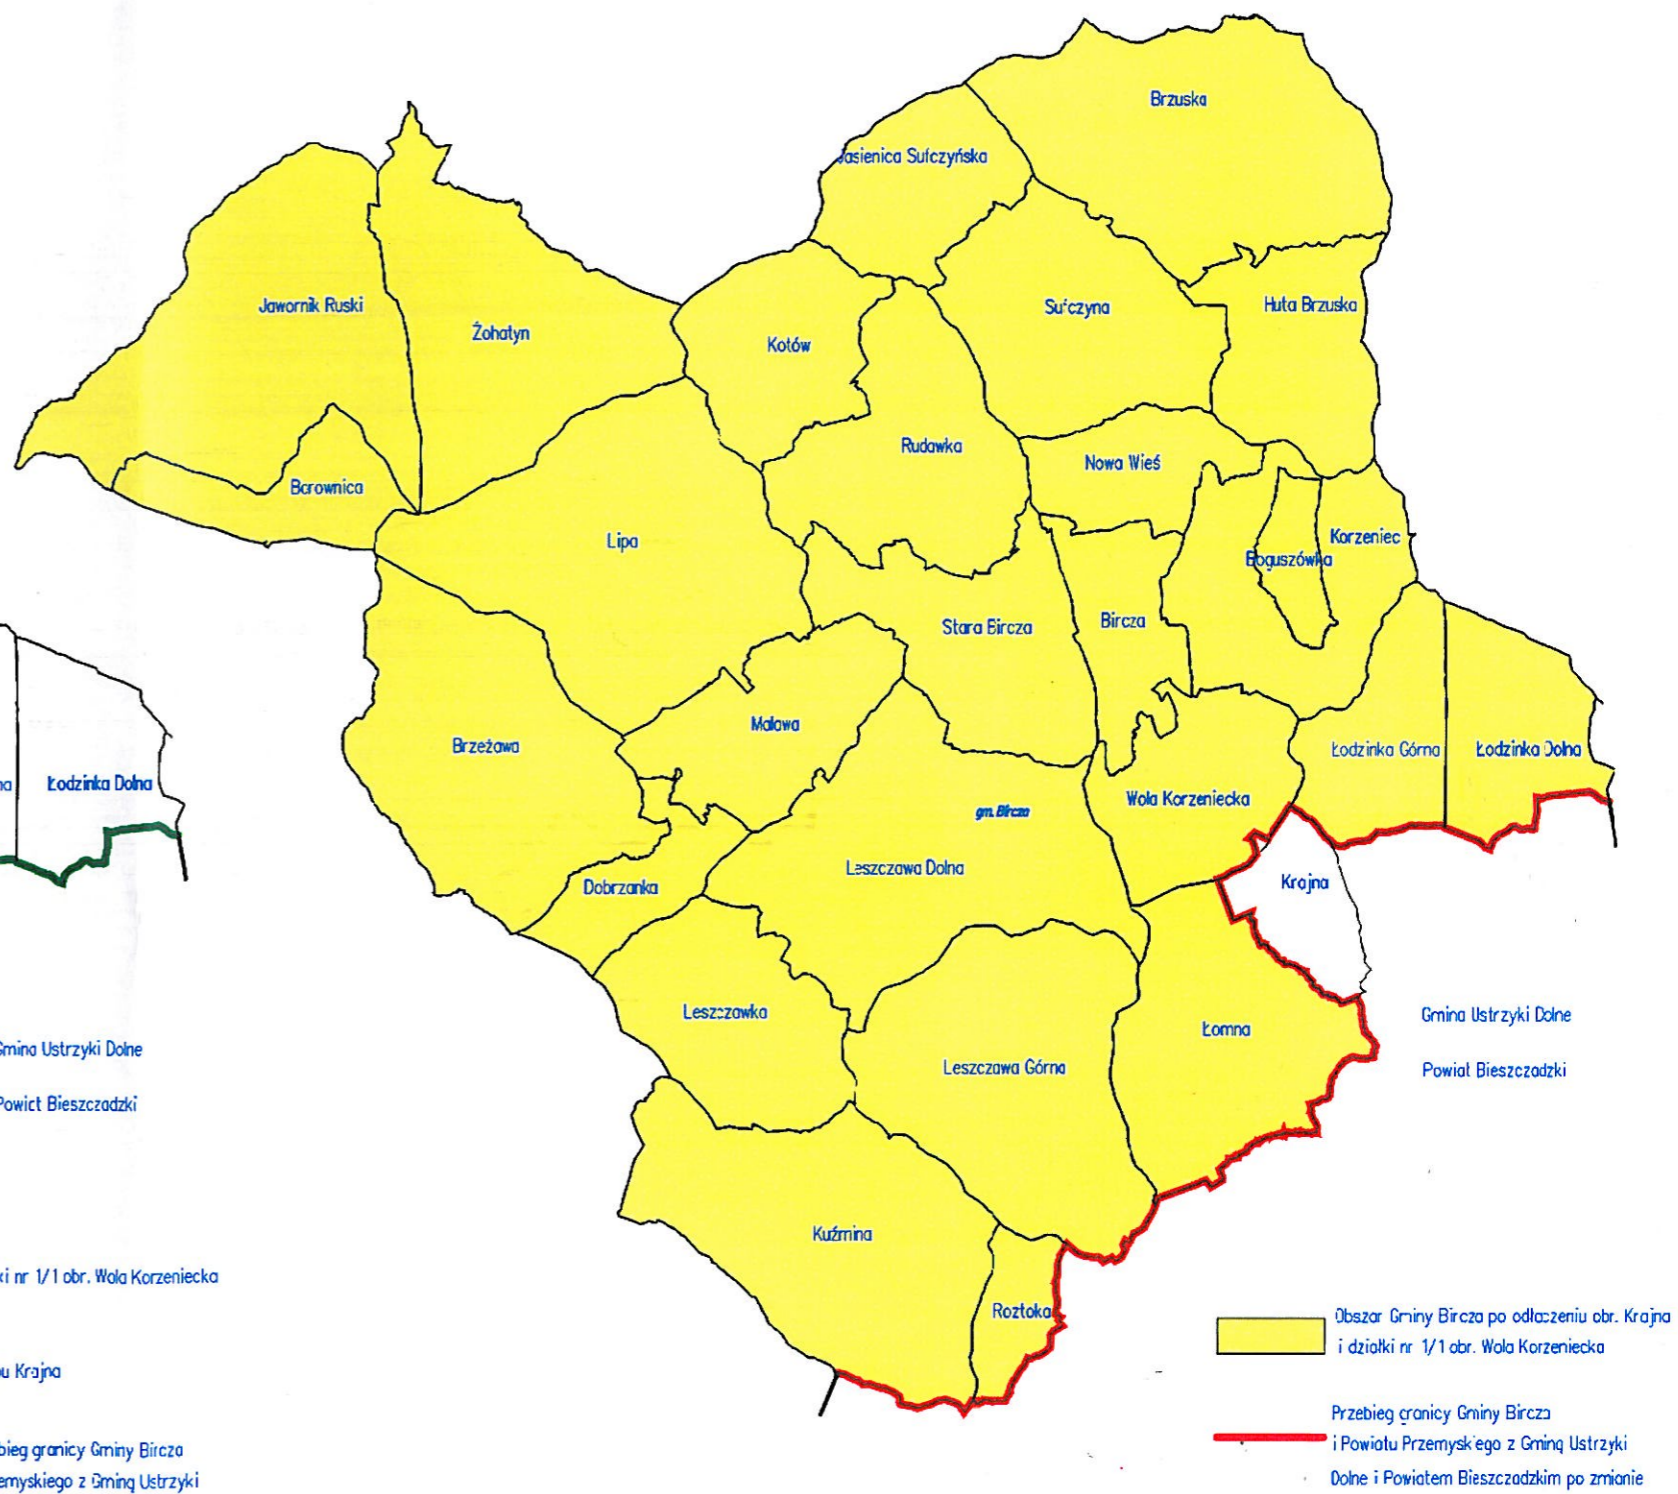 Brzuska
Jasienica Sufczyńska
Jawornik Ruski
Żohatyn
Kotów
Sufczyna
Huta Brzuska
Rudawka
Nowa Wieś
Borownica
Lipa
Boguszówka
Korzeniec
Stara Bircza
Bircza
Malawa
Brzeżawa
Łodzinka Górna
Łodzinka Dolna
Wola Korzeniecka
gm. Bircza
Leszczawa Dolna
Dobrzanka
Krajna
Leszczawka
Łomna
Leszczawa Górna
Kuźmina
Roztoka
Gmina Ustrzyki Dolne
Powiat Bieszczadzki
Obszar Gminy Bircza po odłączeniu obr. Krajna
i działki nr 1/1 obr. Wola Korzeniecka
Przebieg granicy Gminy Bircza
i Powiatu Przemyskiego z Gminą Ustrzyki
Dolne i Powiatem Bieszczadzkim po zmianie
na
Łodzinka Dolna
Gmina Ustrzyki Dolne
Powiat Bieszczadzki
ki nr 1/1 obr. Wola Korzeniecka
u Krajna
bieg granicy Gminy Bircza
emyskiego z Gminą Ustrzyki